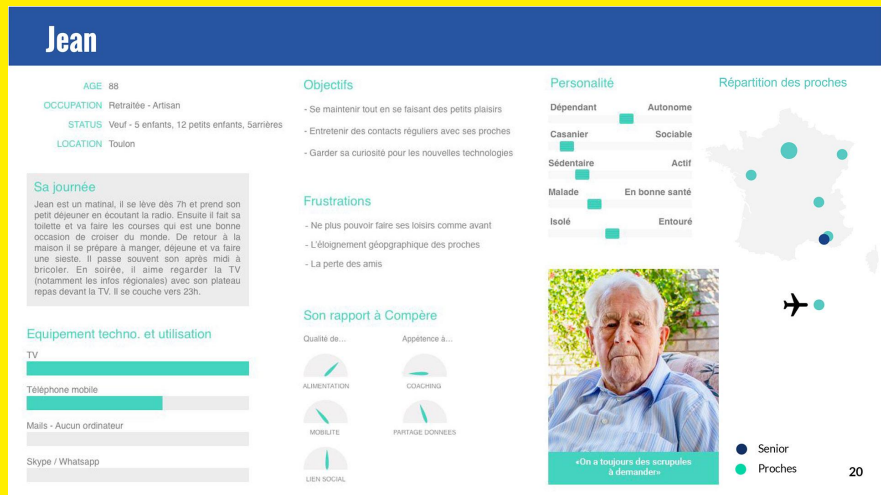 Jean
AGE 88
OCCUPATION Retraitée - Artisan
STATUS Veuf - 5 enfants, 12 petits enfants, 5arrières
LOCATION Toulon
Sa journée
Jean est un matinal, il se lève dès 7h et prend son
petit déjeuner en écoutant la radio. Ensuite il fait sa
toilette et va faire les courses qui est une bonne
occasion de croiser du monde. De retour à la
maison il se prépare à manger, déjeune et va faire
une sieste. Il passe souvent son après midi à
bricoler. En soirée, il aime regarder la TV
(notamment les infos régionales) avec son plateau
repas devant la TV. Il se couche vers 23h.
Equipement techno. et utilisation
TV
Téléphone mobile
Mails - Aucun ordinateur
Skype / Whatsapp
Objectifs
- Se maintenir tout en se faisant des petits plaisirs
- Entretenir des contacts réguliers avec ses proches
- Garder sa curiosité pour les nouvelles technologies
Frustrations
- Ne plus pouvoir faire ses loisirs comme avant
- L'éloignement géopgraphique des proches
- La perte des amis
Son rapport à Compère
Qualité de... Appétence à...
ALIMENTATION COACHING
MOBILITE PARTAGE DONNEES
LIEN SOCIAL
Personalité
Dépendant Autonome
Casanier Sociable
Sédentaire Actif
Malade En bonne santé
Isolé Entouré
«On a toujours des scrupules
à demander»
Répartition des proches
Senior
Proches
20